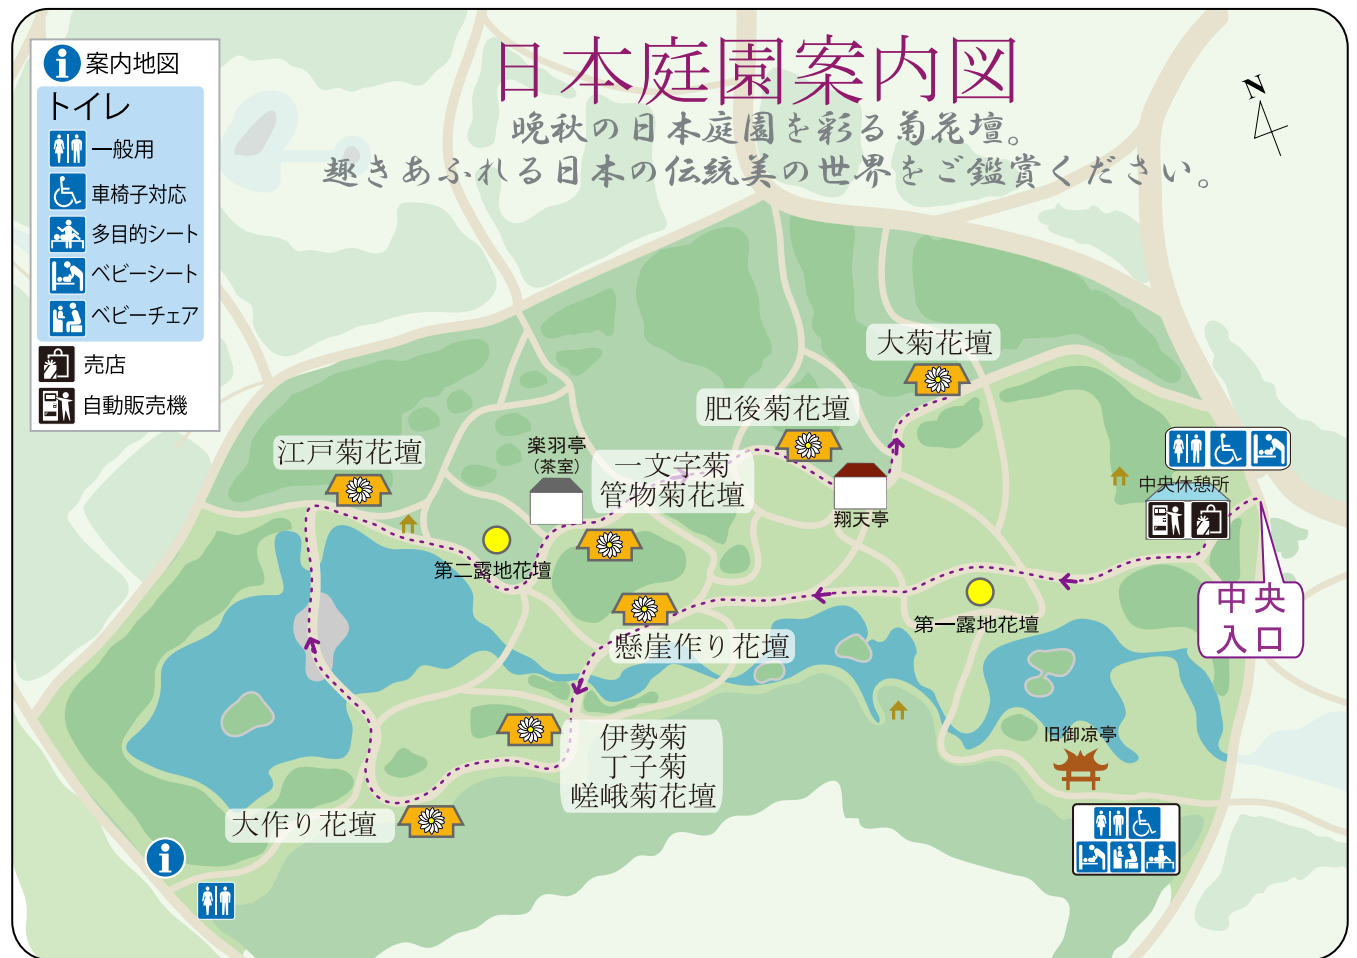 日本庭園案内図
晩秋の日本庭園を彩る菊花壇。
趣きあふれる日本の伝統美の世界をご鑑賞ください。
案内地図
トイレ
一般用
車椅子対応
多目的シート
ベビーシート
ベビーチェア
売店
自動販売機
N
大菊花壇
肥後菊花壇
江戸菊花壇
楽羽亭
(茶室)
一文字菊
管物菊花壇
翔天亭
中央休憩所
第二露地花壇
第一露地花壇
中央
入口
懸崖作り花壇
伊勢菊
丁子菊
嵯峨菊花壇
旧御凉亭
大作り花壇